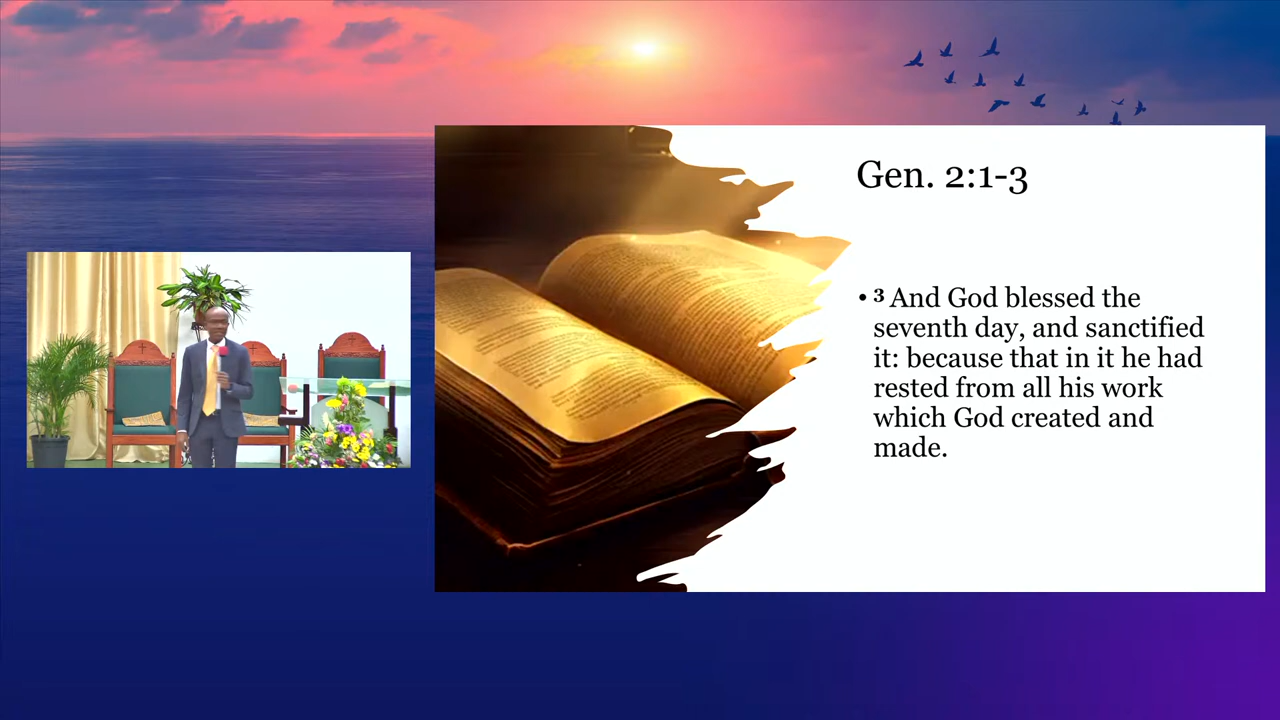 Gen. 2:1-3
• 3 And God blessed the
seventh day, and sanctified
it: because that in it he had
rested from all his work
which God created and
made.